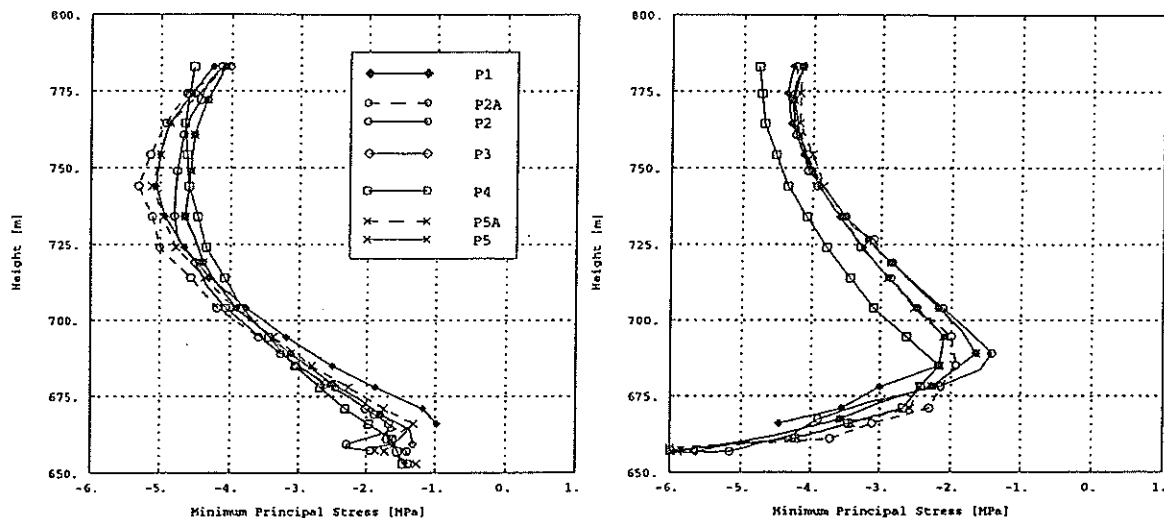 800.
775.
750.
725.
700.
675.
650.
Height [m]
-6. -5. -4. -3. -2. -1. 0. 1.
Minimum Principal Stress [MPa]
P1
P2A
P2
P3
P4
P5A
P5
800.
775.
750.
725.
700.
675.
650.
Height [m]
-6. -5. -4. -3. -2. -1. 0. 1.
Minimum Principal Stress [MPa]